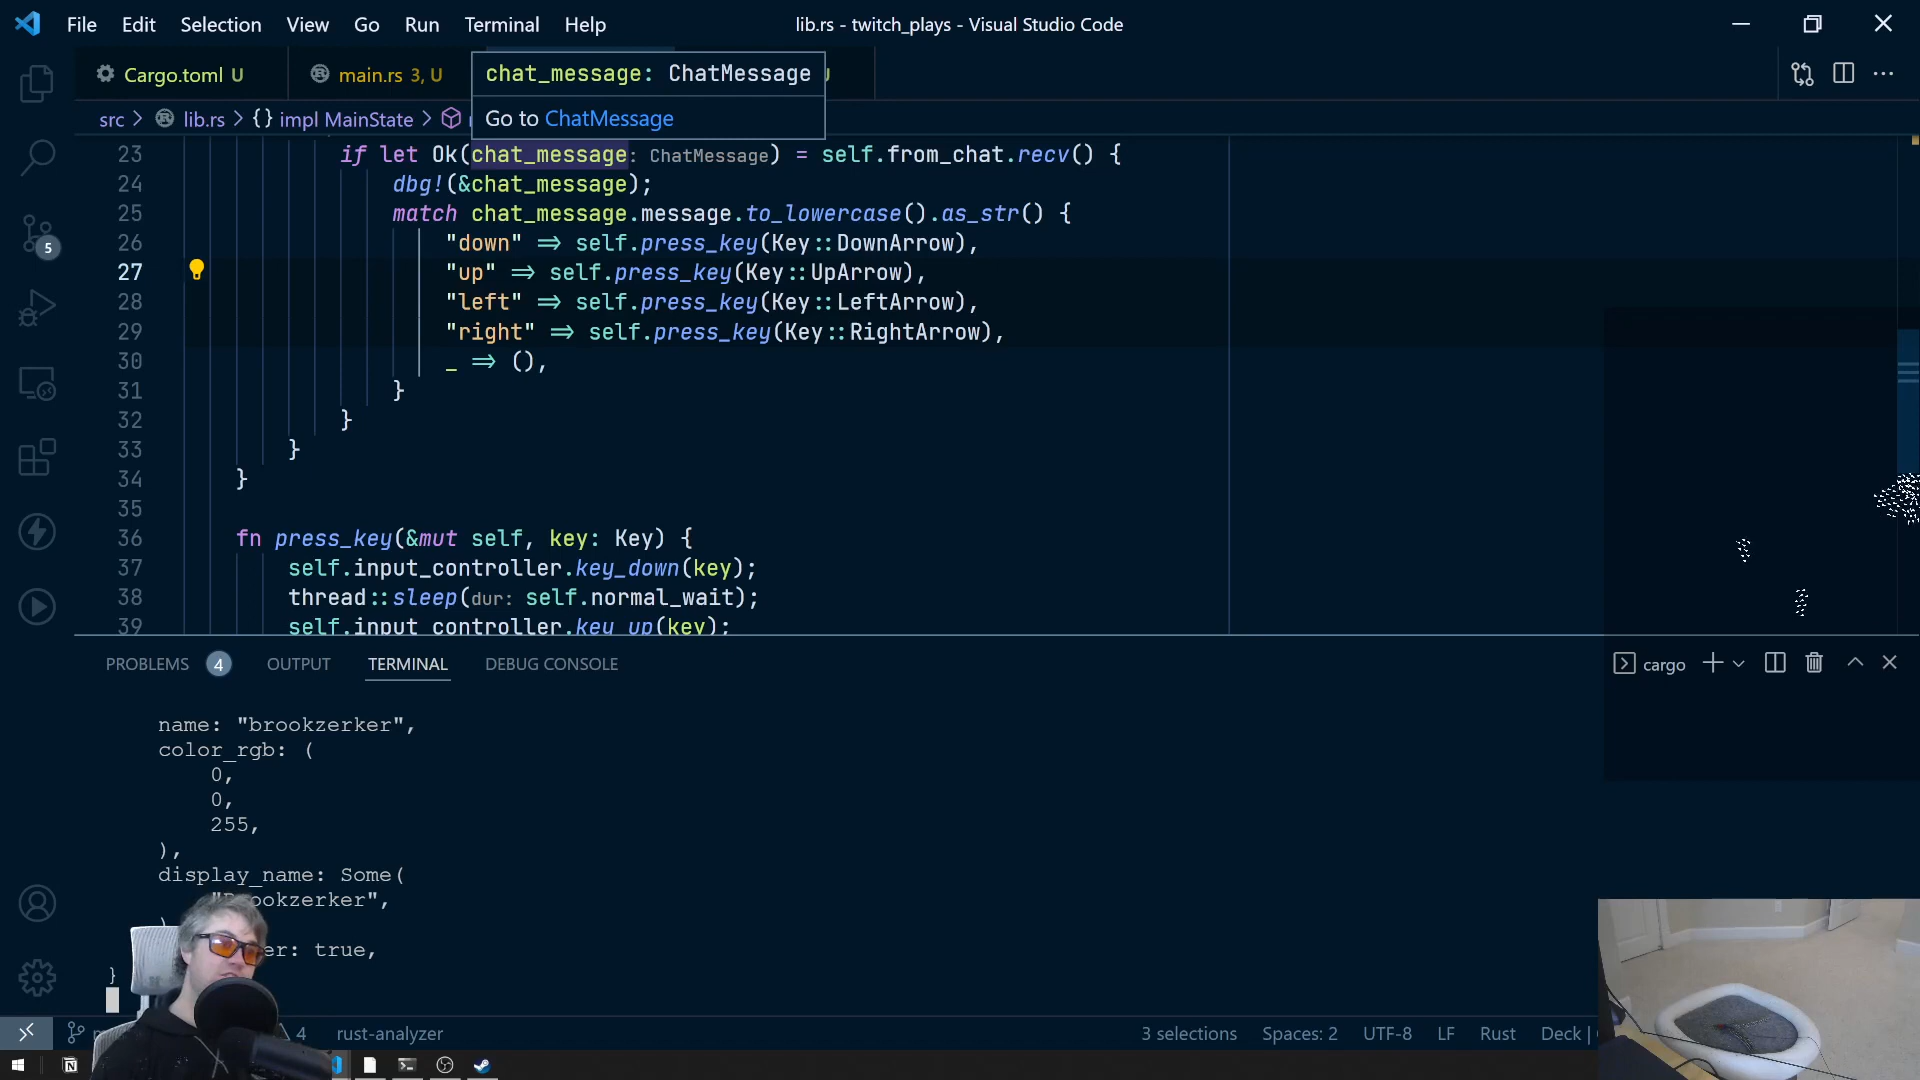 File Edit Selection View Go Run Terminal Help lib.rs - twitch_plays - Visual Studio Code
Cargo.toml U main.rs 3, U
chat_message: ChatMessage
src > lib.rs > {} impl MainState >
Go to ChatMessage
23 if let Ok(chat_message: ChatMessage) = self.from_chat.recv() {
24 dbg!(&chat_message);
25 match chat_message.message.to_lowercase().as_str() {
26 "down" => self.press_key(Key::DownArrow),
27 "up" => self.press_key(Key::UpArrow),
28 "left" => self.press_key(Key::LeftArrow),
29 "right" => self.press_key(Key::RightArrow),
30 _ => (),
31 }
32 }
33 }
34 }
35
36 fn press_key(&mut self, key: Key) {
37 self.input_controller.key_down(key);
38 thread::sleep(dur: self.normal_wait);
39 self.input_controller.key_up(key);
5
PROBLEMS 4 OUTPUT TERMINAL DEBUG CONSOLE cargo
name: "brookzerker",
color_rgb: (
0,
0,
255,
),
display_name: Some(
"Brookzerker",
)
er: true,
}
4 rust-analyzer 3 selections Spaces: 2 UTF-8 LF Rust Deck |